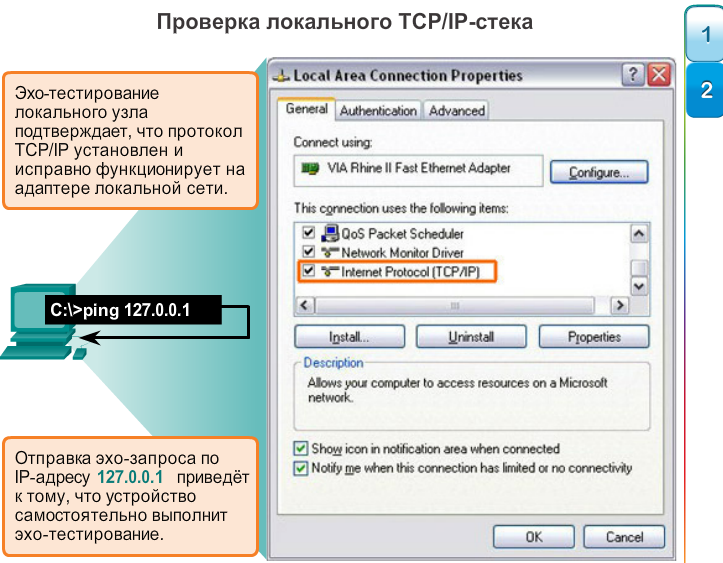 Проверка локального TCP/IP-стека
1
2
Эхо-тестирование
локального узла
подтверждает, что протокол
TCP/IP установлен и
исправно функционирует на
адаптере локальной сети.
C:\>ping 127.0.0.1
Отправка эхо-запроса по
IP-адресу 127.0.0.1 приведёт
к тому, что устройство
самостоятельно выполнит
эхо-тестирование.
Local Area Connection Properties
General Authentication Advanced
Connect using:
VIA Rhine II Fast Ethernet Adapter
Configure...
This connection uses the following items:
QoS Packet Scheduler
Network Monitor Driver
Internet Protocol (TCP/IP)
Install... Uninstall Properties
Description
Allows your computer to access resources on a Microsoft
network.
Show icon in notification area when connected
Notify me when this connection has limited or no connectivity
OK Cancel